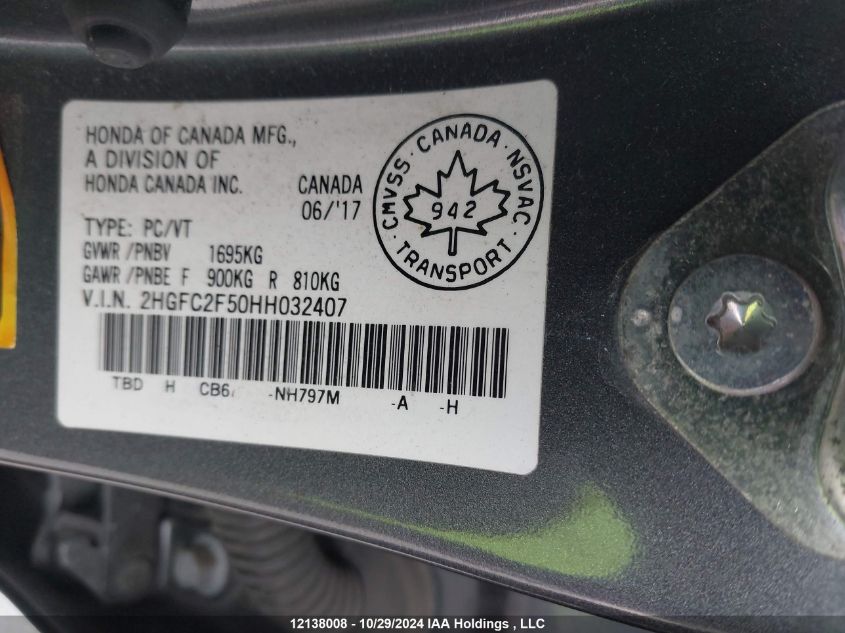 HONDA OF CANADA MFG.,
A DIVISION OF
HONDA CANADA INC.
CANADA
06/'17
CMVSS · CANADA · NSVAC
942
· TRANSPORT ·
TYPE: PC/VT
GVWR /PNBV 1695KG
GAWR /PNBE F 900KG R 810KG
V.I.N. 2HGFC2F50HH032407
TBD H CB6 -NH797M -A -H
12138008 - 10/29/2024 IAA Holdings , LLC